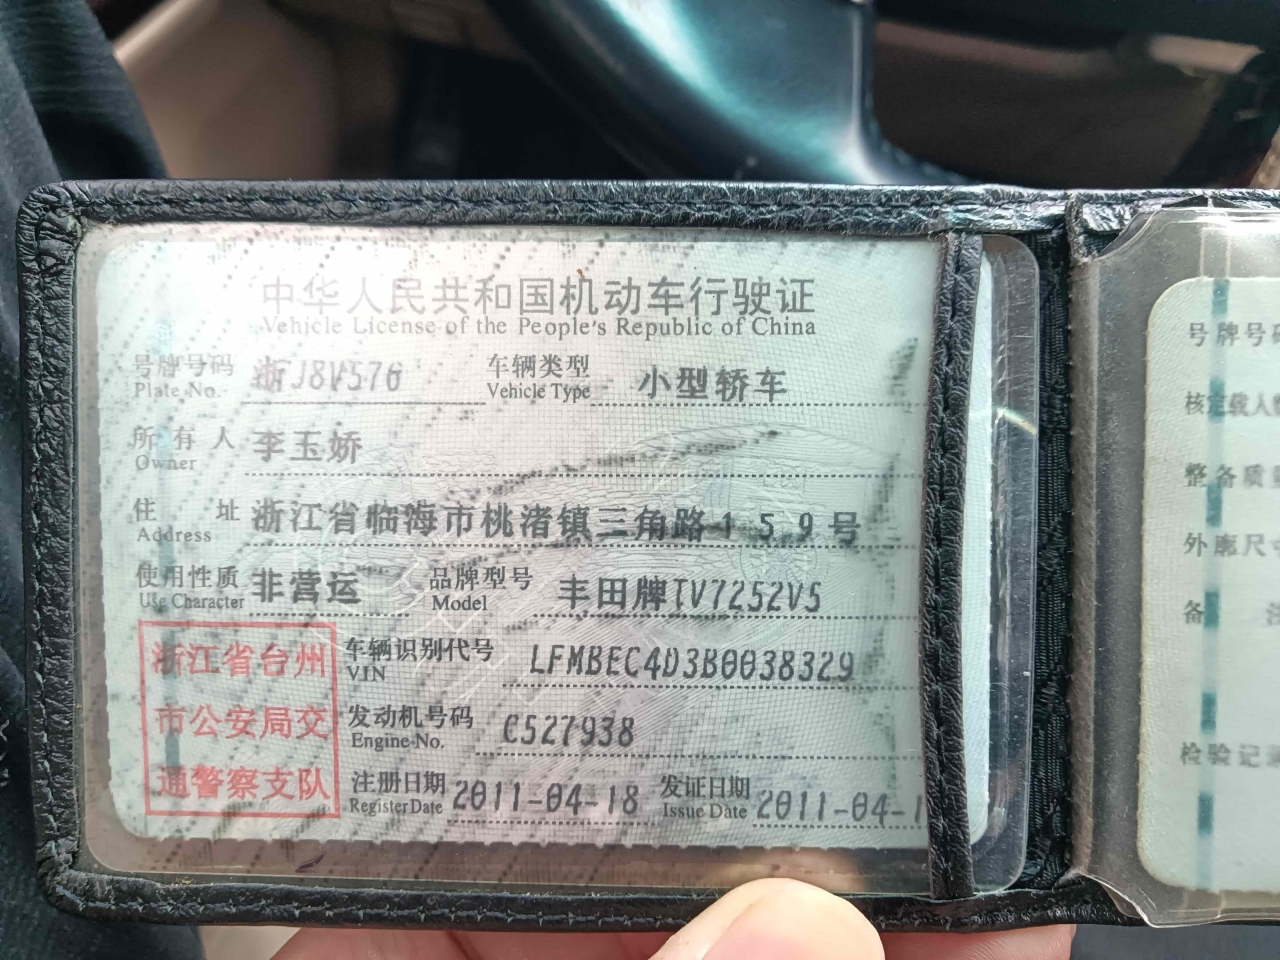 中华人民共和国机动车行驶证
Vehicle License of the People's Republic of China
号牌号码 浙J8V576 车辆类型 小型轿车
Plate No. Vehicle Type
所有人 李玉娇
Owner
住址 浙江省临海市桃渚镇三角路159号
Address
使用性质 非营运 品牌型号 丰田牌TV7252V5
Use Character Model
浙江省台州
市公安局交
通警察支队
车辆识别代号 LFMBEC4D3B0038329
VIN
发动机号码 C527938
Engine No.
注册日期 2011-04-18 发证日期 2011-04-1
Register Date Issue Date
号牌号码
核定载人
整备质量
外廓尺寸
备
检验记录